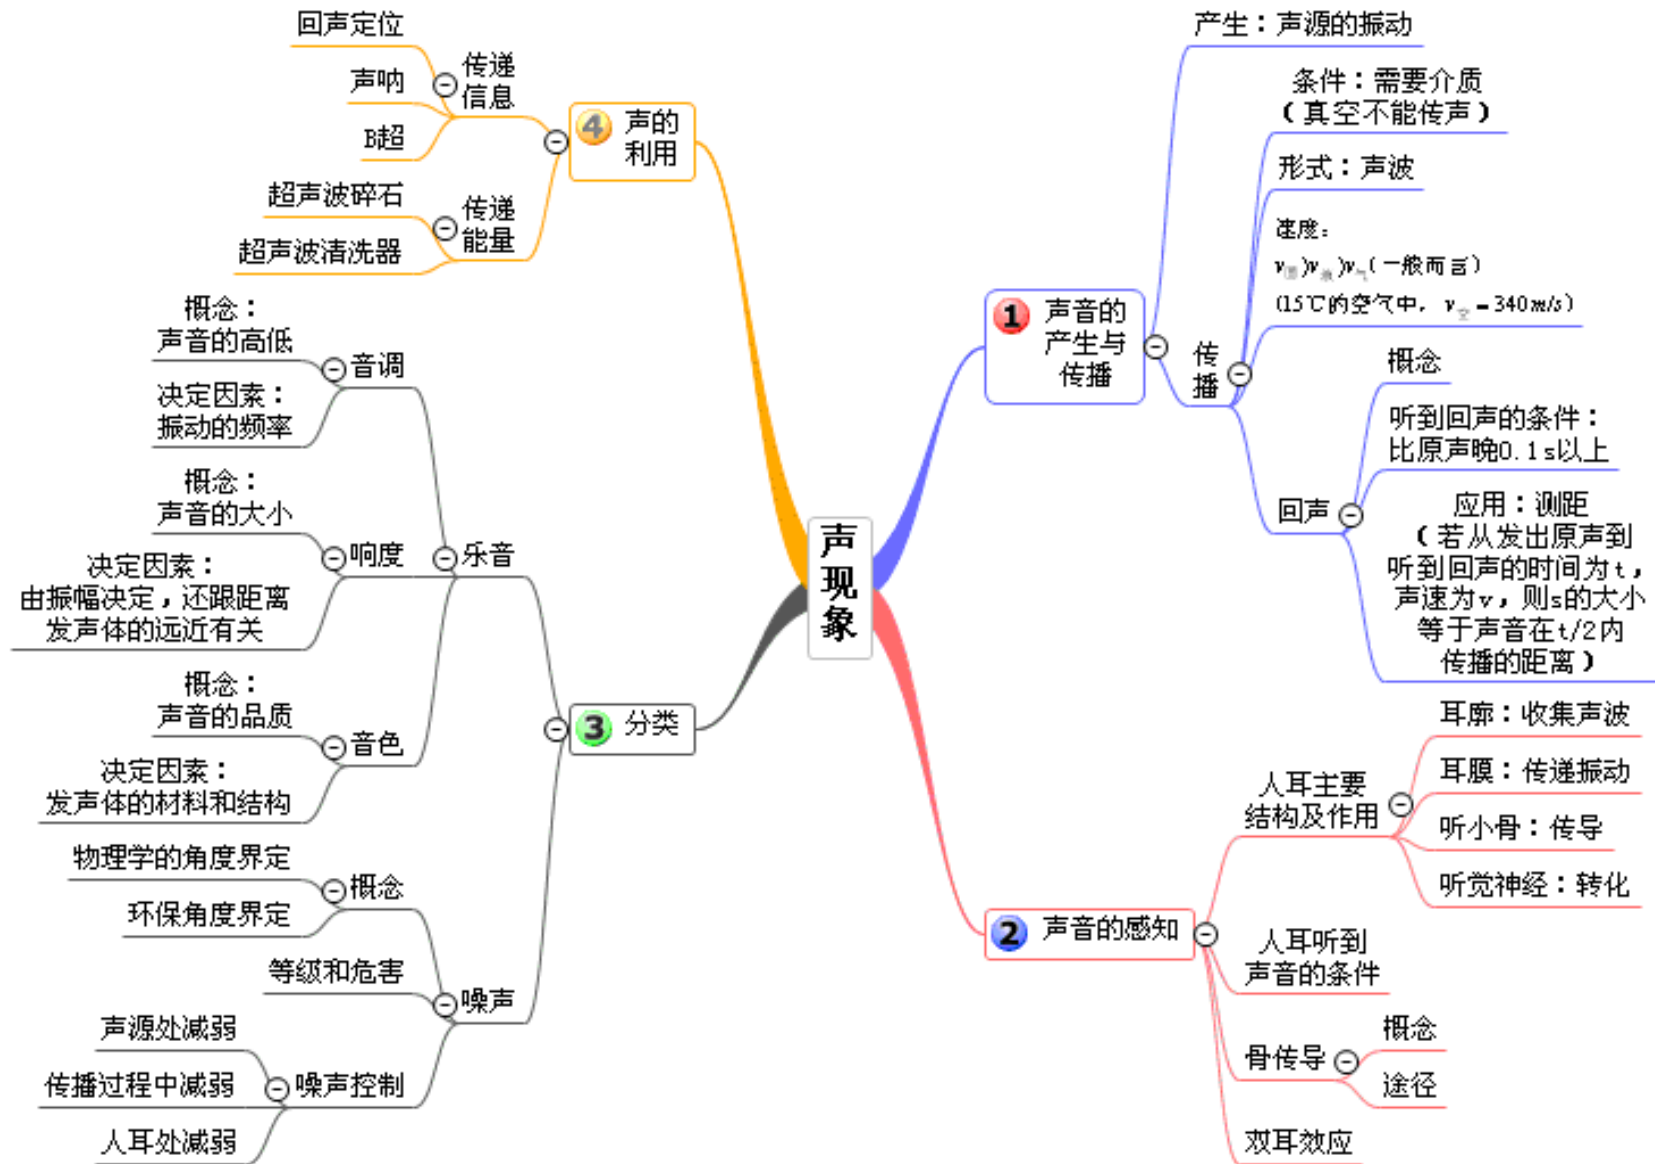 声现象
1 声音的
产生与
传播
产生：声源的振动
传播
条件：需要介质
（真空不能传声）
形式：声波
速度：
v固)v液)v气(一般而言)
(15℃的空气中，v空=340m/s)
回声
概念
听到回声的条件：
比原声晚0.1s以上
应用：测距
（若从发出原声到
听到回声的时间为t，
声速为v，则s的大小
等于声音在t/2内
传播的距离）
2 声音的感知
人耳主要
结构及作用
耳廓：收集声波
耳膜：传递振动
听小骨：传导
听觉神经：转化
人耳听到
声音的条件
骨传导
概念
途径
双耳效应
3 分类
乐音
音调
概念：
声音的高低
决定因素：
振动的频率
响度
概念：
声音的大小
决定因素：
由振幅决定，还跟距离
发声体的远近有关
音色
概念：
声音的品质
决定因素：
发声体的材料和结构
噪声
概念
物理学的角度界定
环保角度界定
等级和危害
噪声控制
声源处减弱
传播过程中减弱
人耳处减弱
4 声的
利用
传递
信息
回声定位
声呐
B超
传递
能量
超声波碎石
超声波清洗器